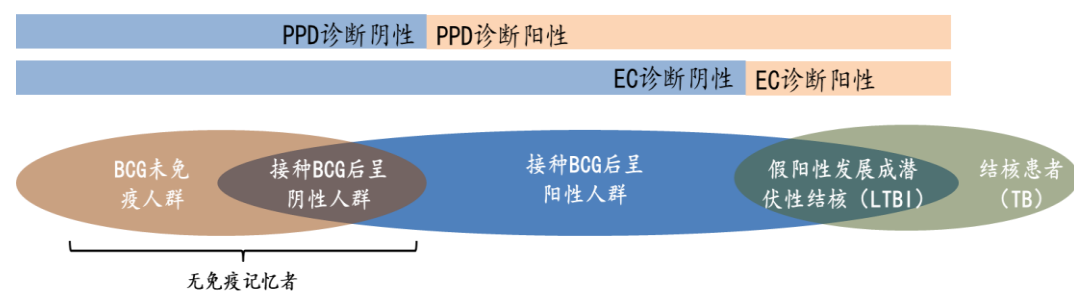 PPD诊断阴性 PPD诊断阳性
EC诊断阴性 EC诊断阳性
BCG未免
疫人群
接种BCG后呈
阴性人群
接种BCG后呈
阳性人群
假阳性发展成潜
伏性结核（LTBI）
结核患者
（TB）
无免疫记忆者